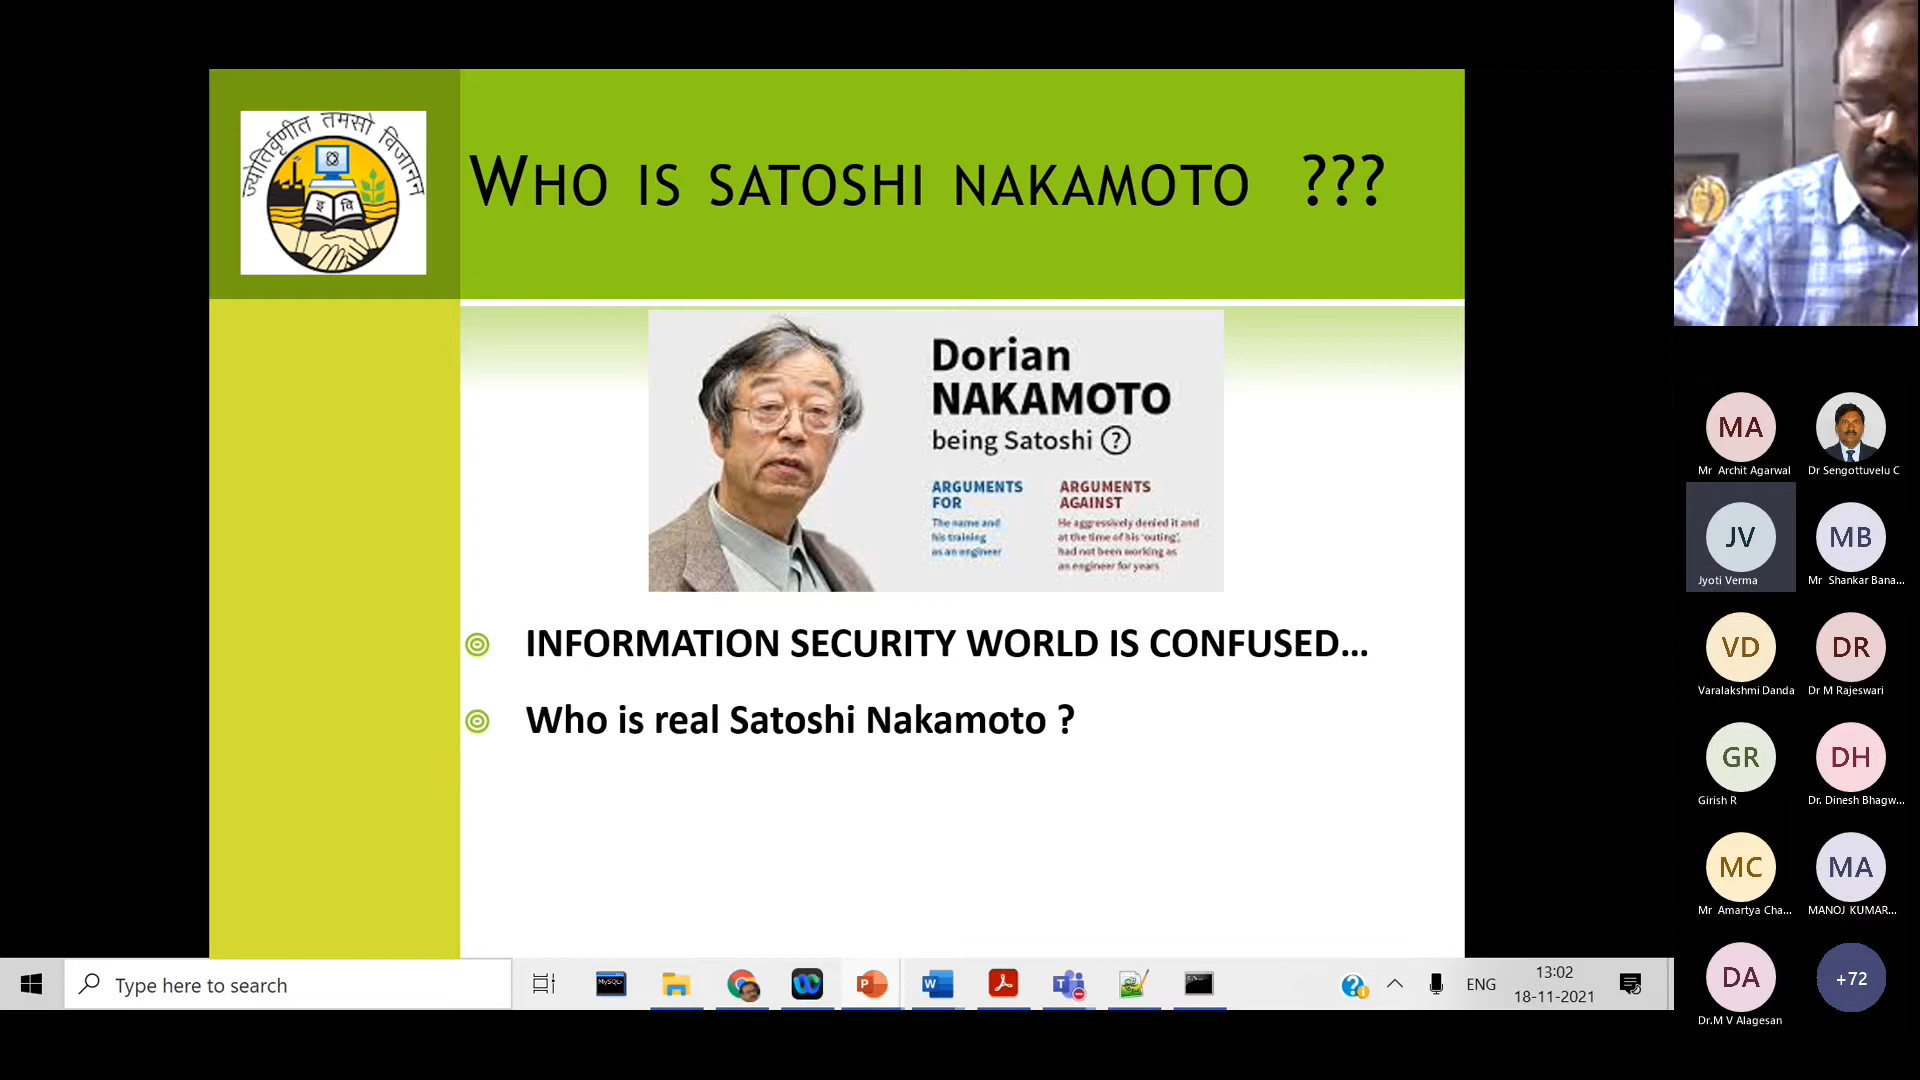 ज्योतिर्वृणीत तमसो विजानन
इ वि
WHO IS SATOSHI NAKAMOTO ???
Dorian
NAKAMOTO
being Satoshi ?
ARGUMENTS
FOR
The name and
his training
as an engineer
ARGUMENTS
AGAINST
He aggressively denied it and
at the time of his 'outing',
had not been working as
an engineer for years
INFORMATION SECURITY WORLD IS CONFUSED...
Who is real Satoshi Nakamoto ?
MA
Mr Archit Agarwal
Dr Sengottuvelu C
JV
Jyoti Verma
MB
Mr Shankar Bana...
VD
Varalakshmi Danda
DR
Dr M Rajeswari
GR
Girish R
DH
Dr. Dinesh Bhagw...
MC
Mr Amartya Cha...
MA
MANOJ KUMAR...
DA
Dr.M V Alagesan
+72
Type here to search
MySQL
ENG
13:02
18-11-2021